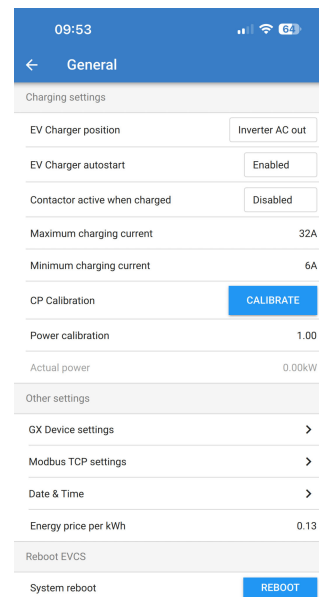 09:53
64
General
Charging settings
EV Charger position Inverter AC out
EV Charger autostart Enabled
Contactor active when charged Disabled
Maximum charging current 32A
Minimum charging current 6A
CP Calibration CALIBRATE
Power calibration 1.00
Actual power 0.00kW
Other settings
GX Device settings
Modbus TCP settings
Date & Time
Energy price per kWh 0.13
Reboot EVCS
System reboot REBOOT